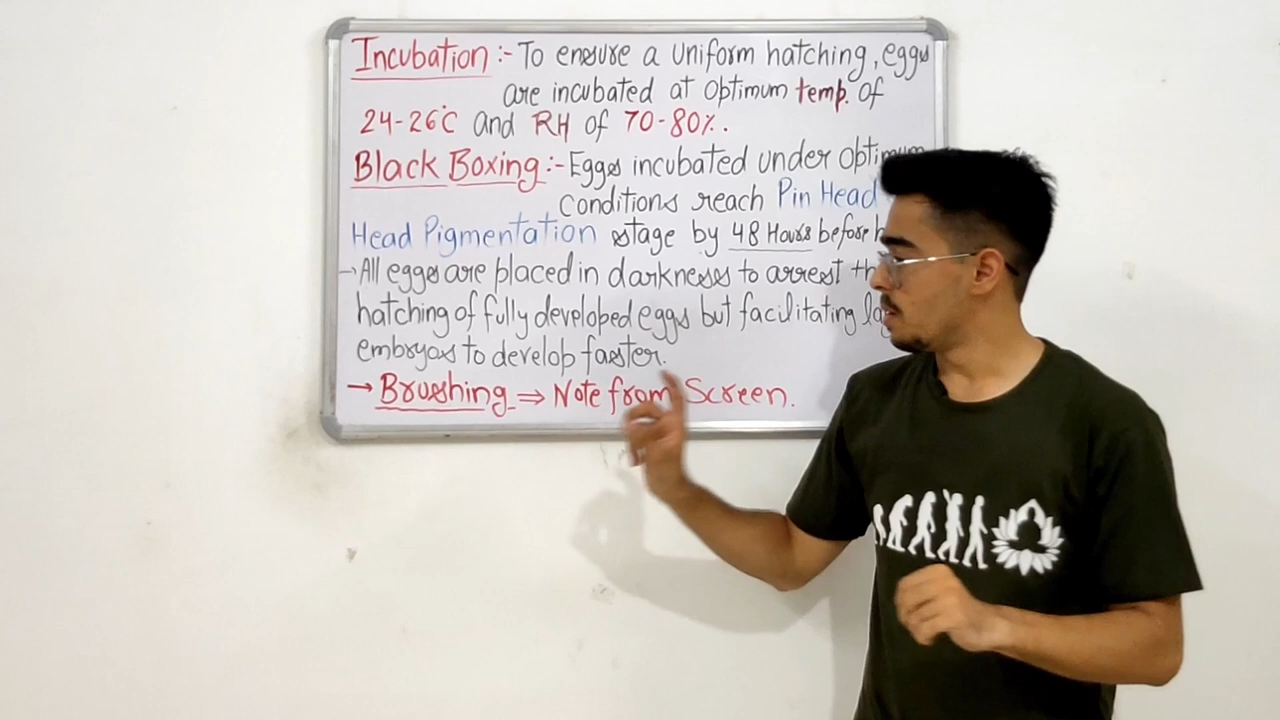 Incubation :- To ensure a uniform hatching, eggs
are incubated at optimum temp. of
24-26°C and RH of 70-80%.
Black Boxing :- Eggs incubated under optimum
conditions reach Pin Head
Head Pigmentation stage by 48 Hours before
→ All eggs are placed in darkness to arrest
hatching of fully developed eggs but facilitating
embryos to develop faster.
→ Brushing ⇒ Note from Screen.